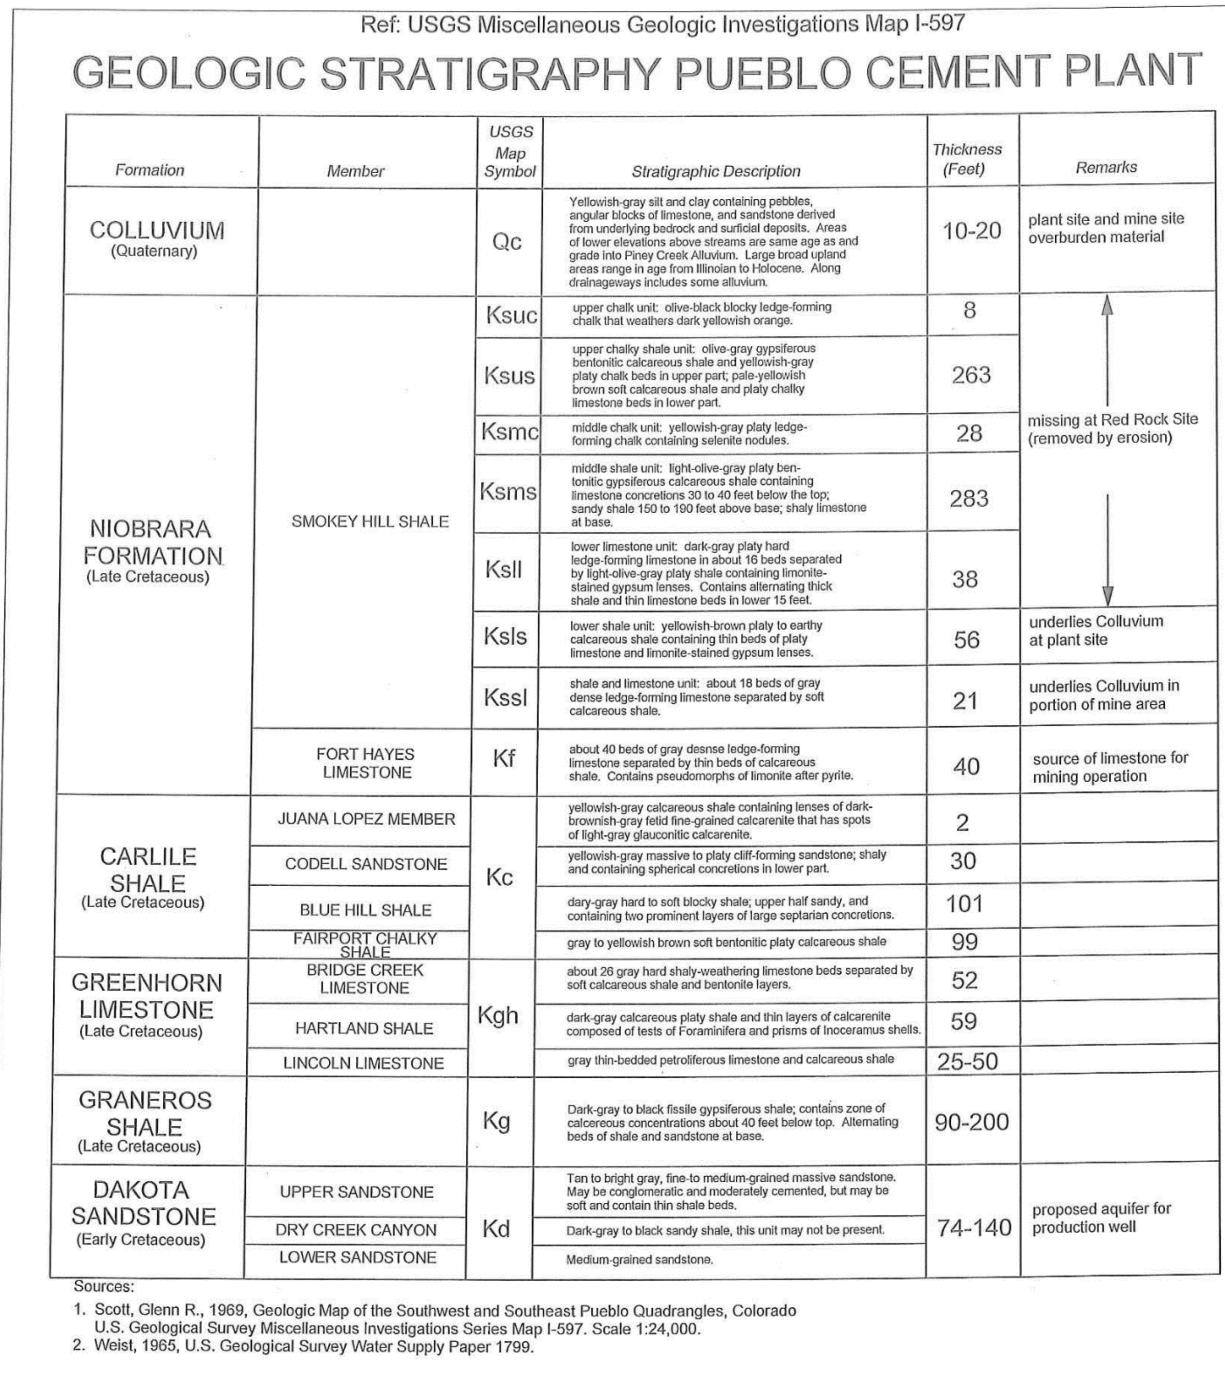 Ref: USGS Miscellaneous Geologic Investigations Map I-597
GEOLOGIC STRATIGRAPHY PUEBLO CEMENT PLANT
Formation
Member
USGS
Map
Symbol
Stratigraphic Description
Thickness
(Feet)
Remarks
COLLUVIUM
(Quaternary)
Qc
Yellowish-gray silt and clay containing pebbles,
angular blocks of limestone, and sandstone derived
from underlying bedrock and surficial deposits. Areas
of lower elevations above streams are same age as and
grade into Piney Creek Alluvium. Large broad upland
areas range in age from Illinoian to Holocene. Along
drainageways includes some alluvium.
10-20
plant site and mine site
overburden material
NIOBRARA
FORMATION
(Late Cretaceous)
SMOKEY HILL SHALE
Ksuc
upper chalk unit: olive-black blocky ledge-forming
chalk that weathers dark yellowish orange.
8
Ksus
upper chalky shale unit: olive-gray gypsiferous
bentonitic calcareous shale and yellowish-gray
platy chalk beds in upper part; pale-yellowish
brown soft calcareous shale and platy chalky
limestone beds in lower part.
263
missing at Red Rock Site
(removed by erosion)
Ksmc
middle chalk unit: yellowish-gray platy ledge-
forming chalk containing selenite nodules.
28
Ksms
middle shale unit: light-olive-gray platy ben-
tonitic gypsiferous calcareous shale containing
limestone concretions 30 to 40 feet below the top;
sandy shale 150 to 190 feet above base; shaly limestone
at base.
283
Ksll
lower limestone unit: dark-gray platy hard
ledge-forming limestone in about 16 beds separated
by light-olive-gray platy shale containing limonite-
stained gypsum lenses. Contains alternating thick
shale and thin limestone beds in lower 15 feet.
38
Ksls
lower shale unit: yellowish-brown platy to earthy
calcareous shale containing thin beds of platy
limestone and limonite-stained gypsum lenses.
56
underlies Colluvium
at plant site
Kssl
shale and limestone unit: about 18 beds of gray
dense ledge-forming limestone separated by soft
calcareous shale.
21
underlies Colluvium in
portion of mine area
FORT HAYES
LIMESTONE
Kf
about 40 beds of gray desnse ledge-forming
limestone separated by thin beds of calcareous
shale. Contains pseudomorphs of limonite after pyrite.
40
source of limestone for
mining operation
CARLILE
SHALE
(Late Cretaceous)
JUANA LOPEZ MEMBER
Kc
yellowish-gray calcareous shale containing lenses of dark-
brownish-gray fetid fine-grained calcarenite that has spots
of light-gray glauconitic calcarenite.
2
CODELL SANDSTONE
yellowish-gray massive to platy cliff-forming sandstone; shaly
and containing spherical concretions in lower part.
30
BLUE HILL SHALE
dary-gray hard to soft blocky shale; upper half sandy, and
containing two prominent layers of large septarian concretions.
101
FAIRPORT CHALKY
SHALE
gray to yellowish brown soft bentonitic platy calcareous shale
99
GREENHORN
LIMESTONE
(Late Cretaceous)
BRIDGE CREEK
LIMESTONE
Kgh
about 26 gray hard shaly-weathering limestone beds separated by
soft calcareous shale and bentonite layers.
52
HARTLAND SHALE
dark-gray calcareous platy shale and thin layers of calcarenite
composed of tests of Foraminifera and prisms of Inoceramus shells.
59
LINCOLN LIMESTONE
gray thin-bedded petroliferous limestone and calcareous shale
25-50
GRANEROS
SHALE
(Late Cretaceous)
Kg
Dark-gray to black fissile gypsiferous shale; contains zone of
calcereous concentrations about 40 feet below top. Alternating
beds of shale and sandstone at base.
90-200
DAKOTA
SANDSTONE
(Early Cretaceous)
UPPER SANDSTONE
Kd
Tan to bright gray, fine-to medium-grained massive sandstone.
May be conglomeratic and moderately cemented, but may be
soft and contain thin shale beds.
74-140
proposed aquifer for
production well
DRY CREEK CANYON
Dark-gray to black sandy shale, this unit may not be present.
LOWER SANDSTONE
Medium-grained sandstone.
Sources:
1. Scott, Glenn R., 1969, Geologic Map of the Southwest and Southeast Pueblo Quadrangles, Colorado
U.S. Geological Survey Miscellaneous Investigations Series Map I-597. Scale 1:24,000.
2. Weist, 1965, U.S. Geological Survey Water Supply Paper 1799.